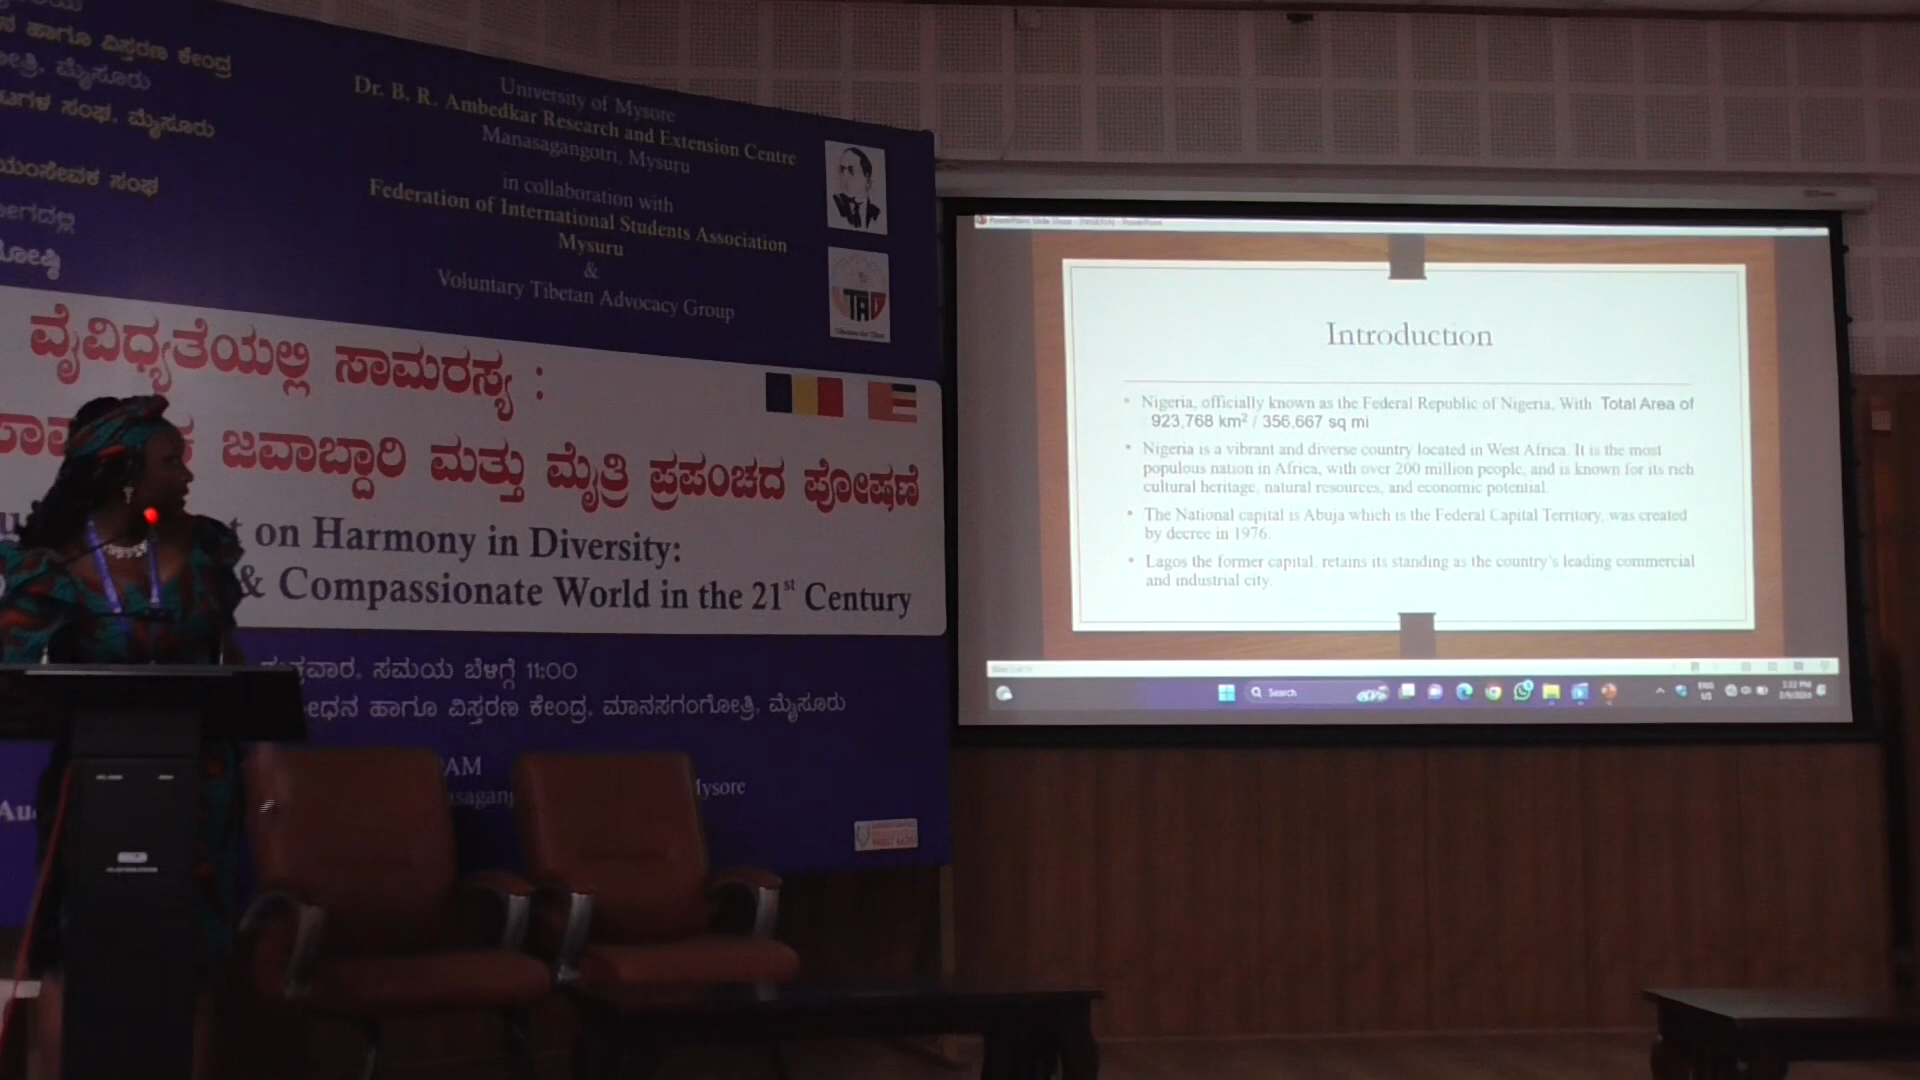 ನ ಹಾಗೂ ವಿಸ್ತರಣ ಕೇಂದ್ರ
ಮೈಸೂರು
ಸಂಘ, ಮೈಸೂರು
ಸಂಘ
University of Mysore
Dr. B. R. Ambedkar Research and Extension Centre
Manasagangotri, Mysuru
in collaboration with
Federation of International Students Association
Mysuru
&
Voluntary Tibetan Advocacy Group
ವೈವಿಧ್ಯತೆಯಲ್ಲಿ ಸಾಮರಸ್ಯ :
ಜವಾಬ್ದಾರಿ ಮತ್ತು ಮೈತ್ರಿ ಪ್ರಪಂಚದ ಪೋಷಣೆ
t on Harmony in Diversity:
& Compassionate World in the 21st Century
ಸಮಯ ಬೆಳಿಗ್ಗೆ 11:00
ಹಾಗೂ ವಿಸ್ತರಣ ಕೇಂದ್ರ, ಮಾನಸಗಂಗೋತ್ರಿ, ಮೈಸೂರು
AM
Introduction
• Nigeria, officially known as the Federal Republic of Nigeria, With Total Area of
923,768 km² / 356,667 sq mi
• Nigeria is a vibrant and diverse country located in West Africa. It is the most
populous nation in Africa, with over 200 million people, and is known for its rich
cultural heritage, natural resources, and economic potential.
• The National capital is Abuja which is the Federal Capital Territory, was created
by decree in 1976.
• Lagos the former capital, retains its standing as the country's leading commercial
and industrial city.
Search